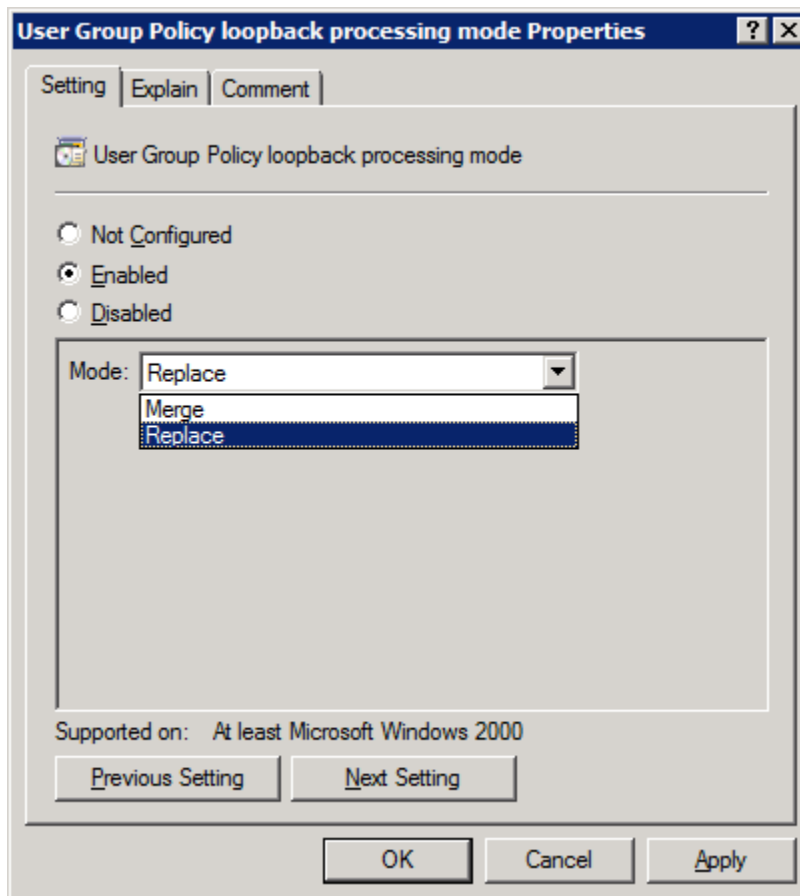 User Group Policy loopback processing mode Properties
Setting Explain Comment
User Group Policy loopback processing mode
Not Configured
Enabled
Disabled
Mode: Replace
Merge
Replace
Supported on: At least Microsoft Windows 2000
Previous Setting Next Setting
OK Cancel Apply